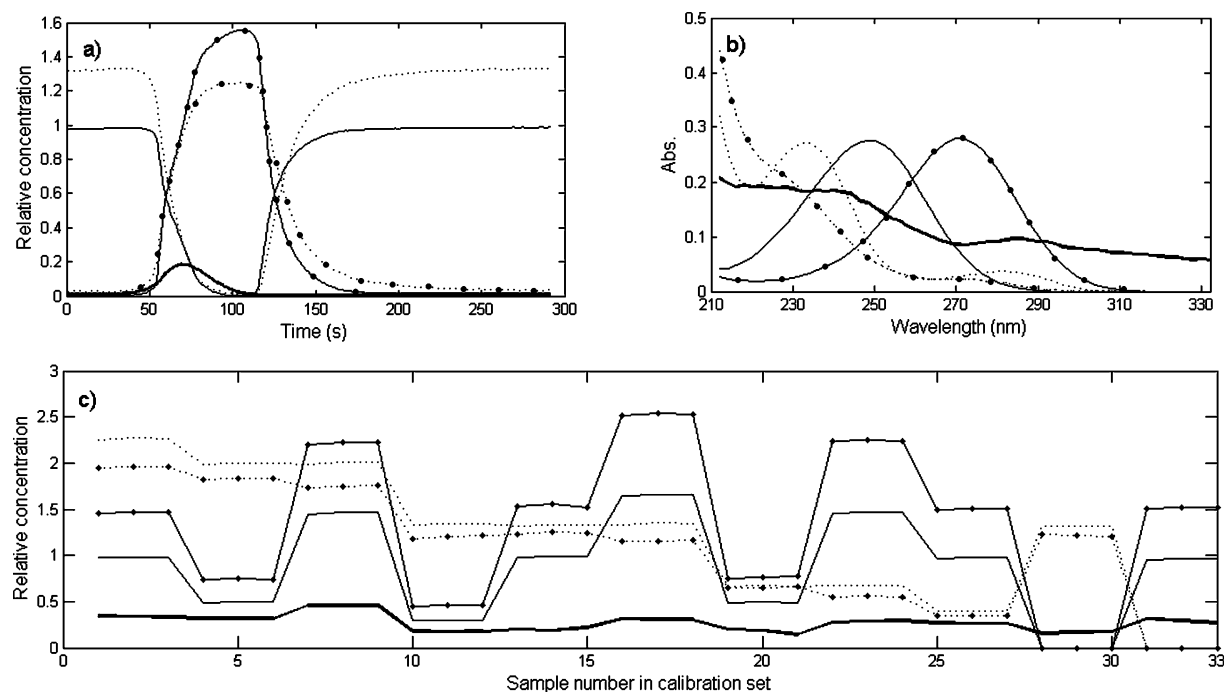 a)
1.6
1.4
1.2
1
0.8
0.6
0.4
0.2
0
Relative concentration
0 50 100 150 200 250 300
Time (s)
b)
0.5
0.4
0.3
0.2
0.1
0
Abs.
210 230 250 270 290 310 330
Wavelength (nm)
c)
3
2.5
2
1.5
1
0.5
0
Relative concentration
0 5 10 15 20 25 30 33
Sample number in calibration set